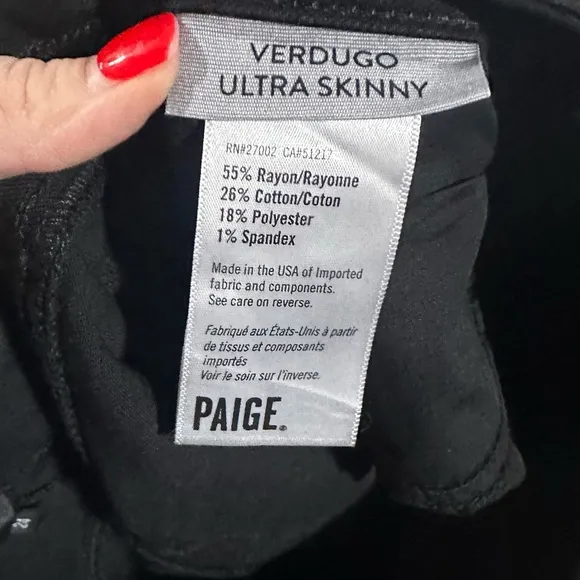 VERDUGO
ULTRA SKINNY
RN#27002 CA#51217
55% Rayon/Rayonne
26% Cotton/Coton
18% Polyester
1% Spandex
Made in the USA of Imported
fabric and components.
See care on reverse.
Fabriqué aux États-Unis à partir
de tissus et composants
importés
Voir le soin sur l'inverse.
PAIGE.